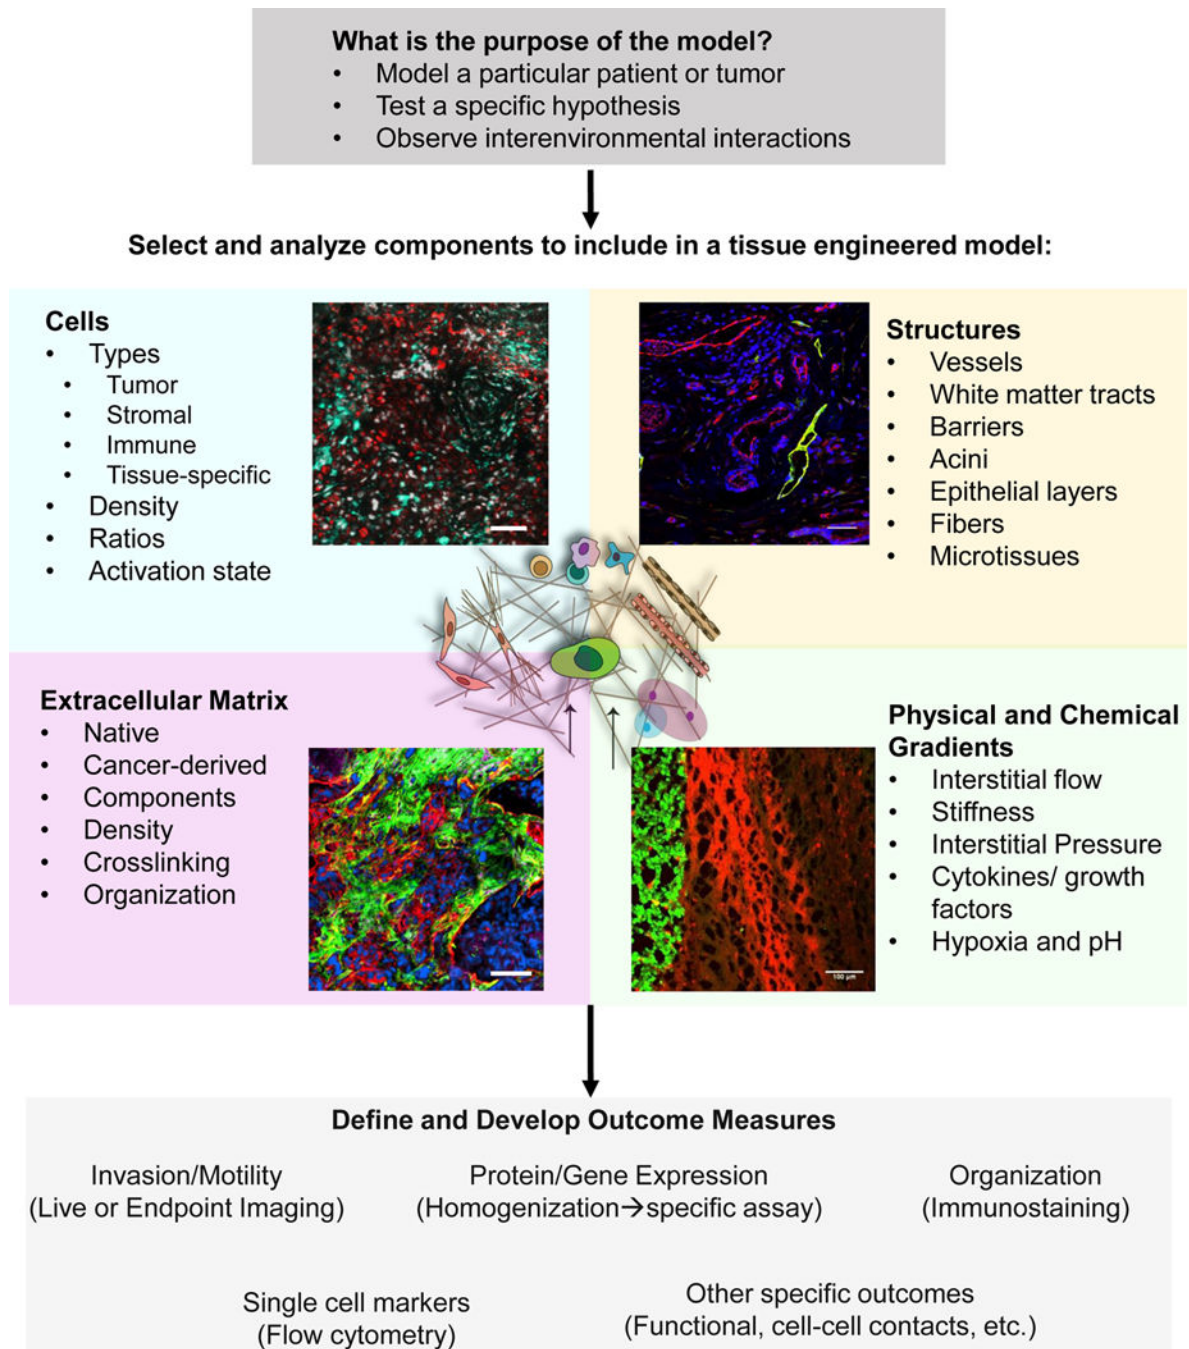 What is the purpose of the model?
• Model a particular patient or tumor
• Test a specific hypothesis
• Observe interenvironmental interactions
Select and analyze components to include in a tissue engineered model:
Cells
• Types
• Tumor
• Stromal
• Immune
• Tissue-specific
• Density
• Ratios
• Activation state
Structures
• Vessels
• White matter tracts
• Barriers
• Acini
• Epithelial layers
• Fibers
• Microtissues
Extracellular Matrix
• Native
• Cancer-derived
• Components
• Density
• Crosslinking
• Organization
Physical and Chemical
Gradients
• Interstitial flow
• Stiffness
• Interstitial Pressure
• Cytokines/ growth
factors
• Hypoxia and pH
100 µm
Define and Develop Outcome Measures
Invasion/Motility
(Live or Endpoint Imaging)
Protein/Gene Expression
(Homogenization→specific assay)
Organization
(Immunostaining)
Single cell markers
(Flow cytometry)
Other specific outcomes
(Functional, cell-cell contacts, etc.)